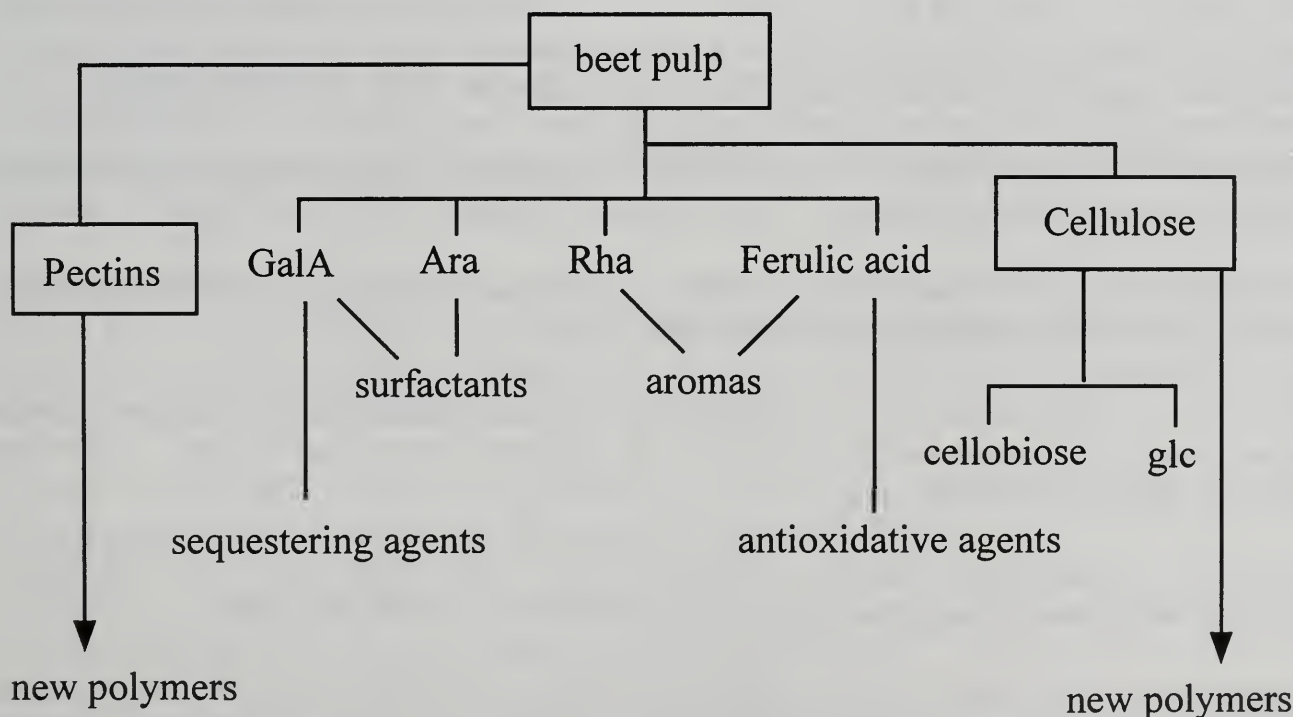 beet pulp
Pectins
GalA
Ara
Rha
Ferulic acid
Cellulose
surfactants
aromas
cellobiose
glc
sequestering agents
antioxidative agents
new polymers
new polymers